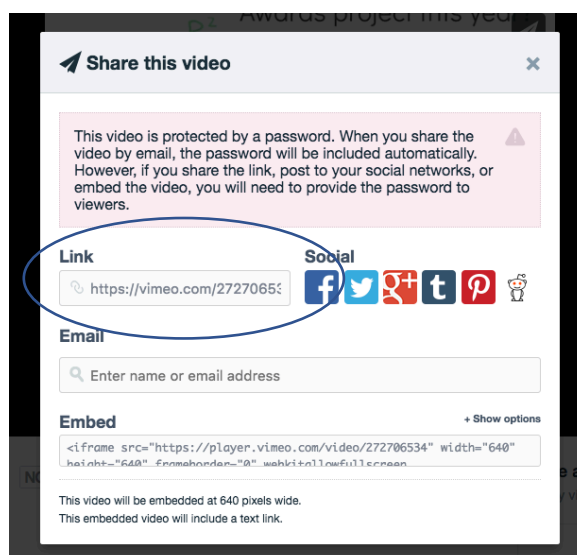 Awards project this year
Share this video
This video is protected by a password. When you share the
video by email, the password will be included automatically.
However, if you share the link, post to your social networks, or
embed the video, you will need to provide the password to
viewers.
Link
Social
https://vimeo.com/27270653
Email
Enter name or email address
Embed
+ Show options
<iframe src="https://player.vimeo.com/video/272706534" width="640"
height="640" frameborder="0" webkitallowfullscreen
This video will be embedded at 640 pixels wide.
This embedded video will include a text link.